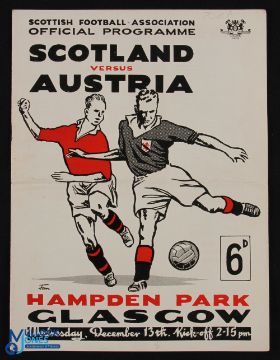 SCOTTISH FOOTBALL ASSOCIATION
OFFICIAL PROGRAMME
SCOTLAND
VERSUS
AUSTRIA
6D
HAMPDEN PARK
GLASGOW
Wednesday, December 13th. Kick-off 2-15 pm